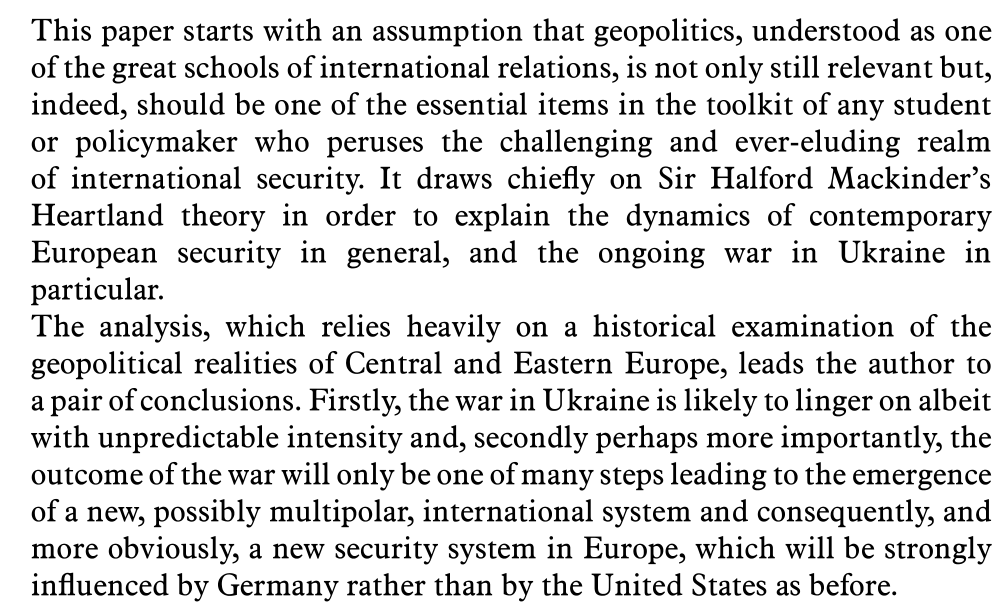 This paper starts with an assumption that geopolitics, understood as one
of the great schools of international relations, is not only still relevant but,
indeed, should be one of the essential items in the toolkit of any student
or policymaker who peruses the challenging and ever-eluding realm
of international security. It draws chiefly on Sir Halford Mackinder's
Heartland theory in order to explain the dynamics of contemporary
European security in general, and the ongoing war in Ukraine in
particular.
The analysis, which relies heavily on a historical examination of the
geopolitical realities of Central and Eastern Europe, leads the author to
a pair of conclusions. Firstly, the war in Ukraine is likely to linger on albeit
with unpredictable intensity and, secondly perhaps more importantly, the
outcome of the war will only be one of many steps leading to the emergence
of a new, possibly multipolar, international system and consequently, and
more obviously, a new security system in Europe, which will be strongly
influenced by Germany rather than by the United States as before.